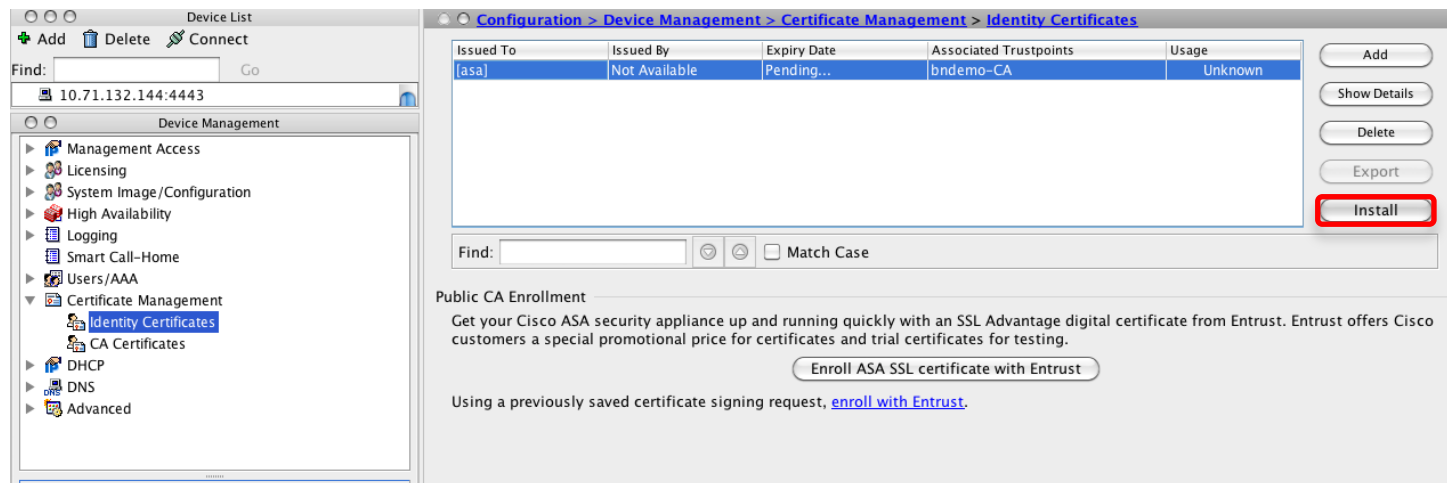 Device List
Add Delete Connect
Find: Go
10.71.132.144:4443
Device Management
Management Access
Licensing
System Image/Configuration
High Availability
Logging
Smart Call-Home
Users/AAA
Certificate Management
Identity Certificates
CA Certificates
DHCP
DNS
DNS
Advanced
Configuration > Device Management > Certificate Management > Identity Certificates
Issued To Issued By Expiry Date Associated Trustpoints Usage
[asa] Not Available Pending... bndemo-CA Unknown
Add
Show Details
Delete
Export
Install
Find: Match Case
Public CA Enrollment
Get your Cisco ASA security appliance up and running quickly with an SSL Advantage digital certificate from Entrust. Entrust offers Cisco
customers a special promotional price for certificates and trial certificates for testing.
Enroll ASA SSL certificate with Entrust
Using a previously saved certificate signing request, enroll with Entrust.